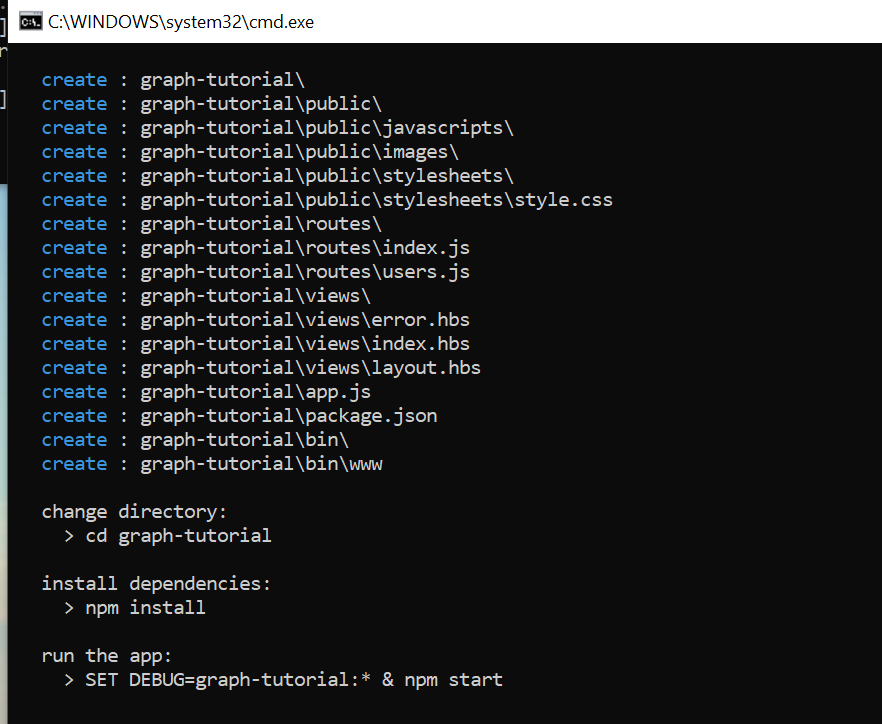 C:\WINDOWS\system32\cmd.exe
create : graph-tutorial\
create : graph-tutorial\public\
create : graph-tutorial\public\javascripts\
create : graph-tutorial\public\images\
create : graph-tutorial\public\stylesheets\
create : graph-tutorial\public\stylesheets\style.css
create : graph-tutorial\routes\
create : graph-tutorial\routes\index.js
create : graph-tutorial\routes\users.js
create : graph-tutorial\views\
create : graph-tutorial\views\error.hbs
create : graph-tutorial\views\index.hbs
create : graph-tutorial\views\layout.hbs
create : graph-tutorial\app.js
create : graph-tutorial\package.json
create : graph-tutorial\bin\
create : graph-tutorial\bin\www
change directory:
> cd graph-tutorial
install dependencies:
> npm install
run the app:
> SET DEBUG=graph-tutorial:* & npm start